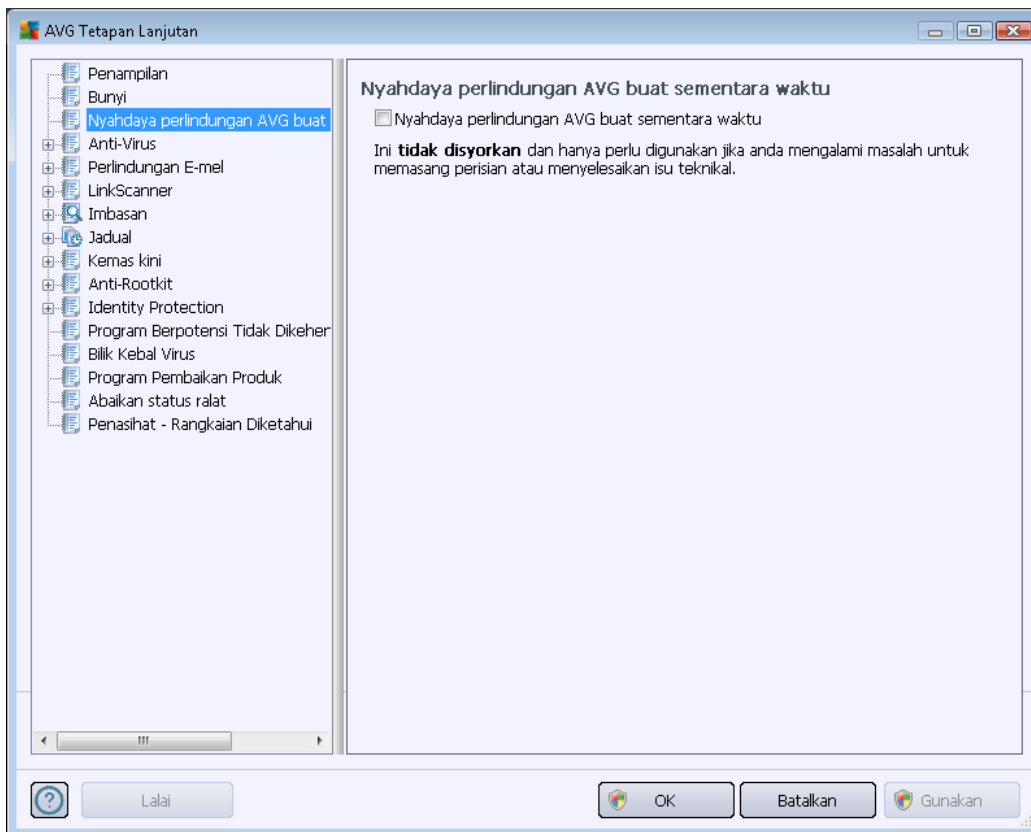 AVG Tetapan Lanjutan
Penampilan
Bunyi
Nyahdaya perlindungan AVG buat
Anti-Virus
Perlindungan E-mel
LinkScanner
Imbasan
Jadual
Kemas kini
Anti-Rootkit
Identity Protection
Program Berpotensi Tidak Dikeher
Bilik Kebal Virus
Program Pembaikan Produk
Abaikan status ralat
Penasihat - Rangkaian Diketahui
Nyahdaya perlindungan AVG buat sementara waktu
Nyahdaya perlindungan AVG buat sementara waktu
Ini tidak disyorkan dan hanya perlu digunakan jika anda mengalami masalah untuk
memasang perisian atau menyelesaikan isu teknikal.
Lalai
OK
Batalkan
Gunakan